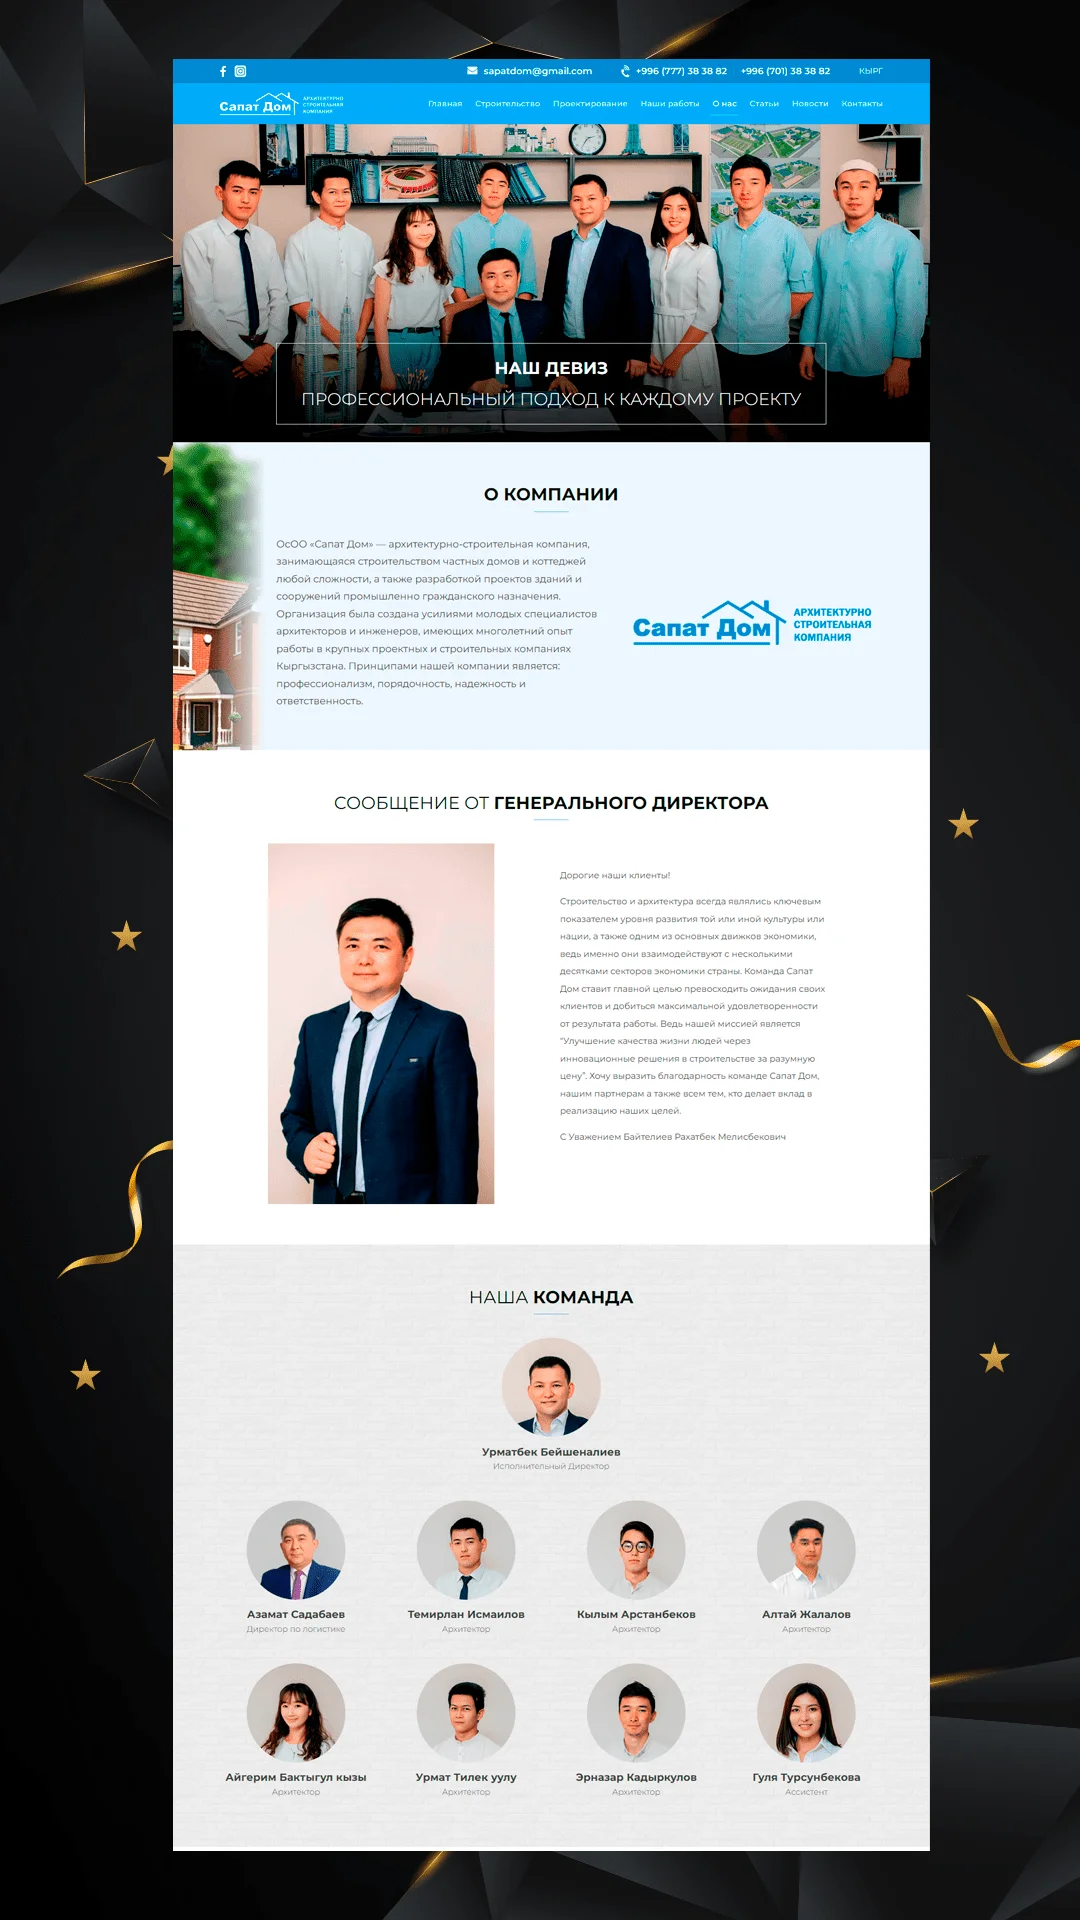 sapatdom@gmail.com +996 (777) 38 38 82 +996 (701) 38 38 82 КЫРГ
Сапат Дом АРХИТЕКТУРНО СТРОИТЕЛЬНАЯ КОМПАНИЯ
Главная Строительство Проектирование Наши работы О нас Статьи Новости Контакты
НАШ ДЕВИЗ
ПРОФЕССИОНАЛЬНЫЙ ПОДХОД К КАЖДОМУ ПРОЕКТУ
О КОМПАНИИ
ОсОО «Сапат Дом» — архитектурно-строительная компания,
занимающаяся строительством частных домов и коттеджей
любой сложности, а также разработкой проектов зданий и
сооружений промышленно гражданского назначения.
Организация была создана усилиями молодых специалистов
архитекторов и инженеров, имеющих многолетний опыт
работы в крупных проектных и строительных компаниях
Кыргызстана. Принципами нашей компании является:
профессионализм, порядочность, надежность и
ответственность.
Сапат Дом
АРХИТЕКТУРНО
СТРОИТЕЛЬНАЯ
КОМПАНИЯ
СООБЩЕНИЕ ОТ ГЕНЕРАЛЬНОГО ДИРЕКТОРА
Дорогие наши клиенты!
Строительство и архитектура всегда являлись ключевым
показателем уровня развития той или иной культуры или
нации, а также одним из основных движков экономики,
ведь именно они взаимодействуют с несколькими
десятками секторов экономики страны. Команда Сапат
Дом ставит главной целью превосходить ожидания своих
клиентов и добиться максимальной удовлетворенности
от результата работы. Ведь нашей миссией является
"Улучшение качества жизни людей через
инновационные решения в строительстве за разумную
цену". Хочу выразить благодарность команде Сапат Дом,
нашим партнерам а также всем тем, кто делает вклад в
реализацию наших целей.
С Уважением Байтелиев Рахатбек Мелисбекович
НАША КОМАНДА
Урматбек Бейшеналиев
Исполнительный Директор
Азамат Садабаев Темирлан Исмаилов Кылым Арстанбеков Алтай Жалалов
Директор по логистике Архитектор Архитектор Архитектор
Айгерим Бактыгул кызы Урмат Тилек уулу Эрназар Кадыркулов Гуля Турсунбекова
Архитектор Архитектор Архитектор Ассистент